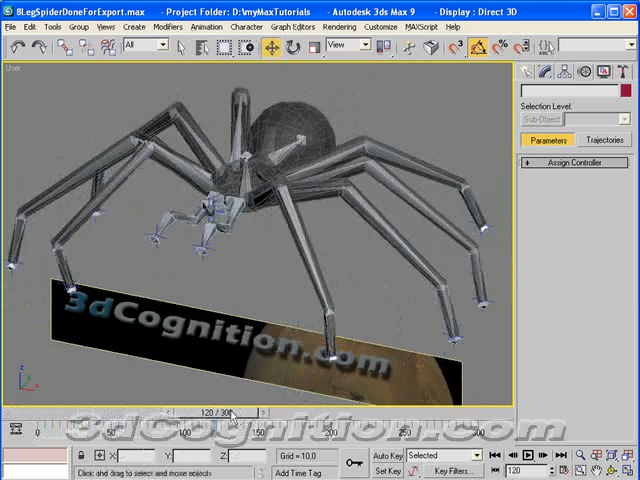 8LegSpiderDoneForExport.max - Project Folder: D:\myMaxTutorials - Autodesk 3ds Max 9 - Display : Direct 3D
File Edit Tools Group Views Create Modifiers Animation Character Graph Editors Rendering Customize MAXScript Help
All View
User
Selection Level:
Sub-Object
Parameters Trajectories
+ Assign Controller
3dCognition.com
120 / 300
0 50 100 150 200 250 300
3dCognition.com
X: Y: Z: Grid = 10.0 Auto Key Selected
Click and drag to select and move objects Add Time Tag Set Key Key Filters... 120